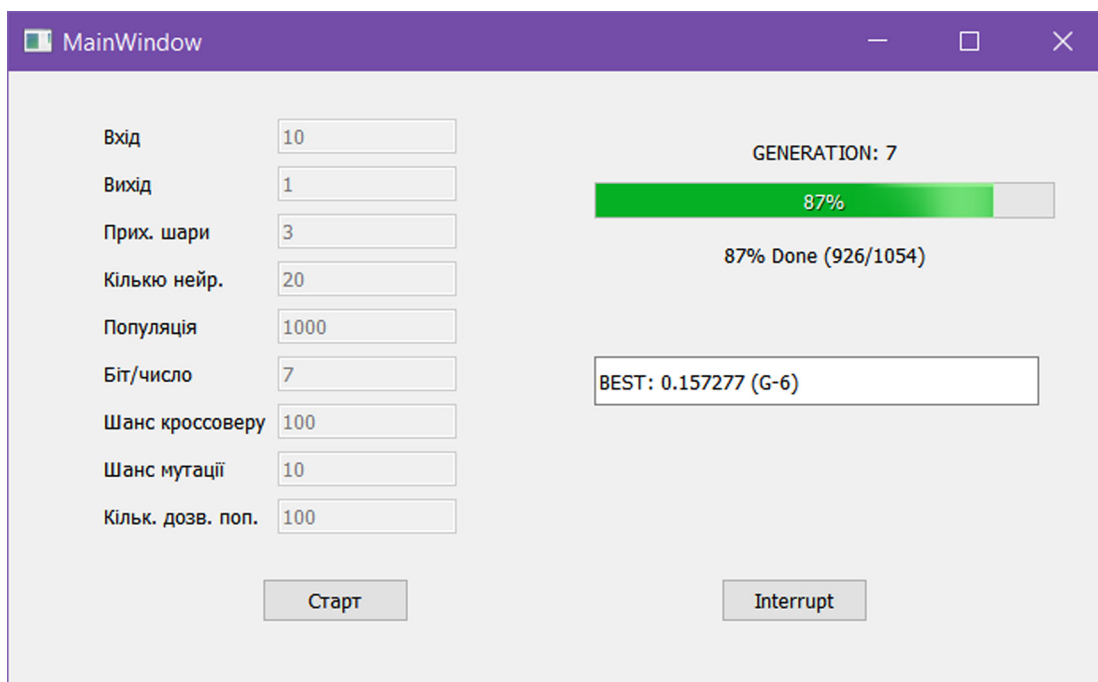 MainWindow
Вхід 10
Вихід 1
Прих. шари 3
Кількю нейр. 20
Популяція 1000
Біт/число 7
Шанс кроссоверу 100
Шанс мутації 10
Кільк. дозв. поп. 100
Старт
GENERATION: 7
87%
87% Done (926/1054)
BEST: 0.157277 (G-6)
Interrupt